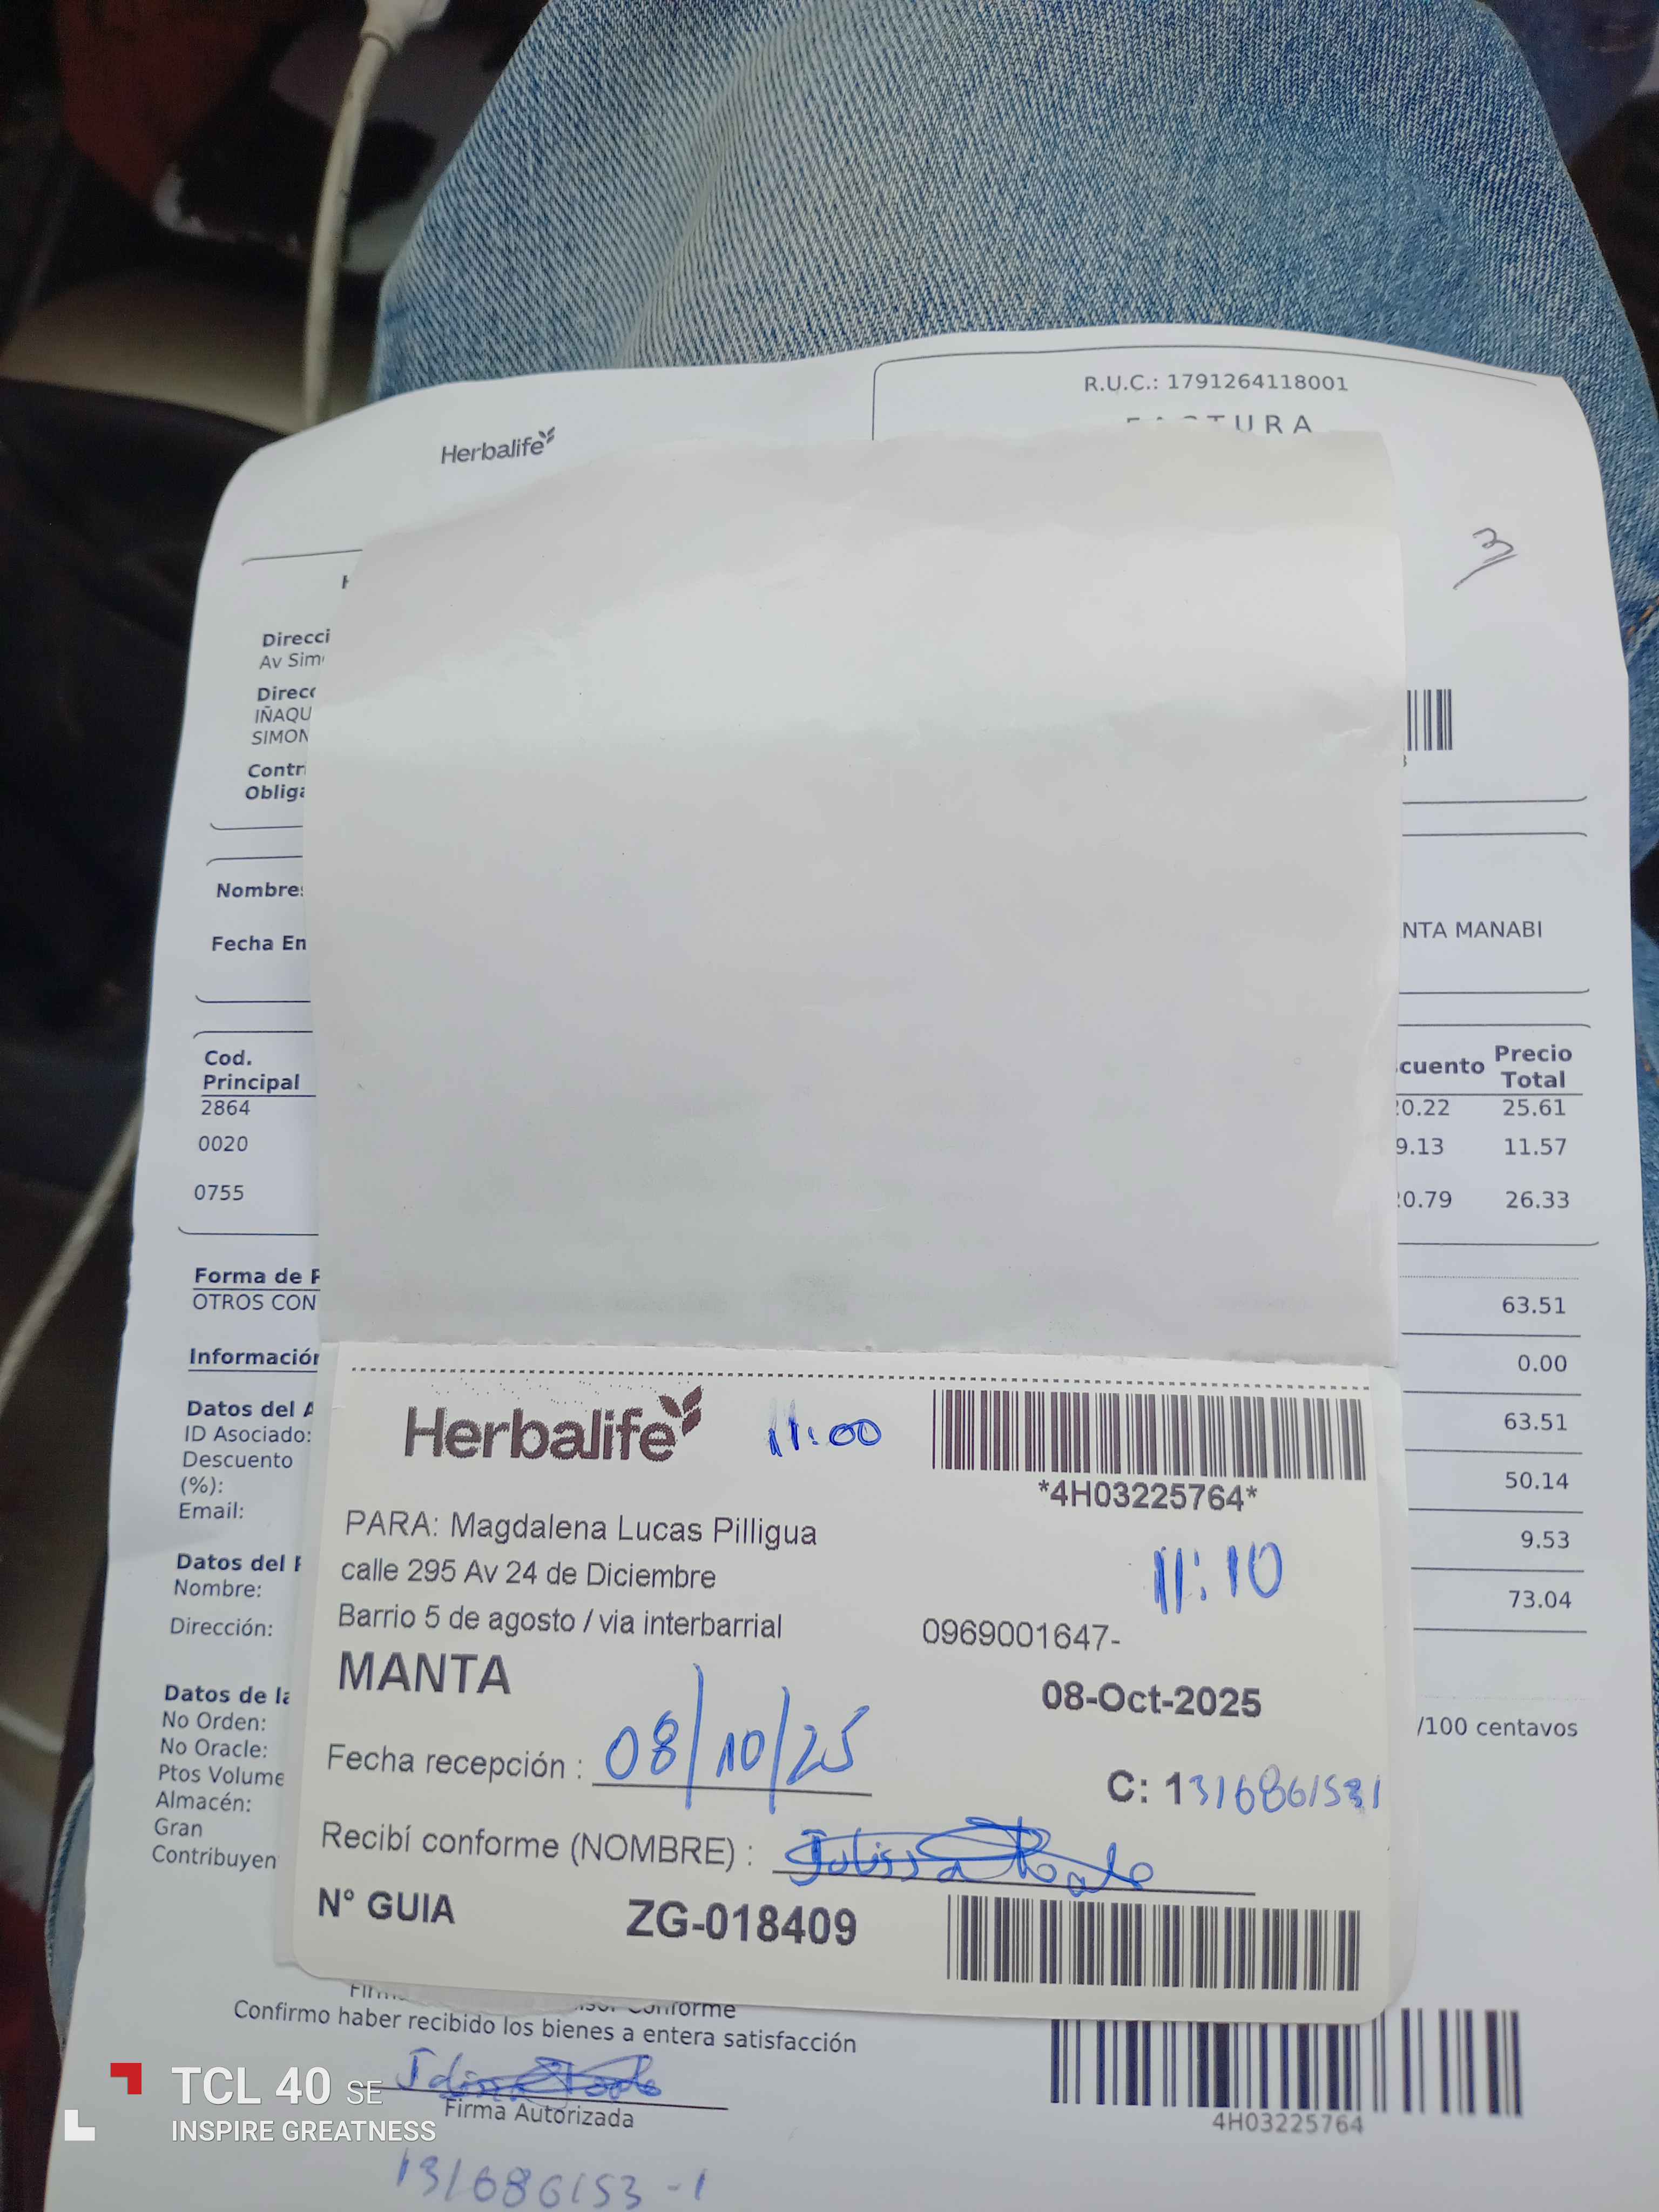 R.U.C.: 1791264118001
FACTURA
Herbalife
3
Direcci
Av Sim
Direcc
IÑAQU
SIMON
Contr
Obliga
Nombres
Fecha En
NTA MANABI
Cod.
Principal
cuento
Precio
Total
2864
0.22 25.61
0020
9.13 11.57
0755
0.79 26.33
Forma de P
OTROS CON
63.51
Información
0.00
Datos del A
63.51
ID Asociado:
Descuento
(%):
50.14
Email:
9.53
Datos del P
Nombre:
73.04
Dirección:
Datos de la
No Orden:
/100 centavos
No Oracle:
Ptos Volume
Almacén:
Gran
Contribuyen
Herbalife
11:00
*4H03225764*
PARA: Magdalena Lucas Pilligua
11:10
calle 295 Av 24 de Diciembre
Barrio 5 de agosto / via interbarrial
0969001647-
MANTA
08-Oct-2025
Fecha recepción : 08/10/25
C: 1316861531
Recibí conforme (NOMBRE) : Julissa
N° GUIA ZG-018409
Conforme
Confirmo haber recibido los bienes a entera satisfacción
Firma Autorizada
131686153-1
4H03225764
TCL 40 SE
INSPIRE GREATNESS